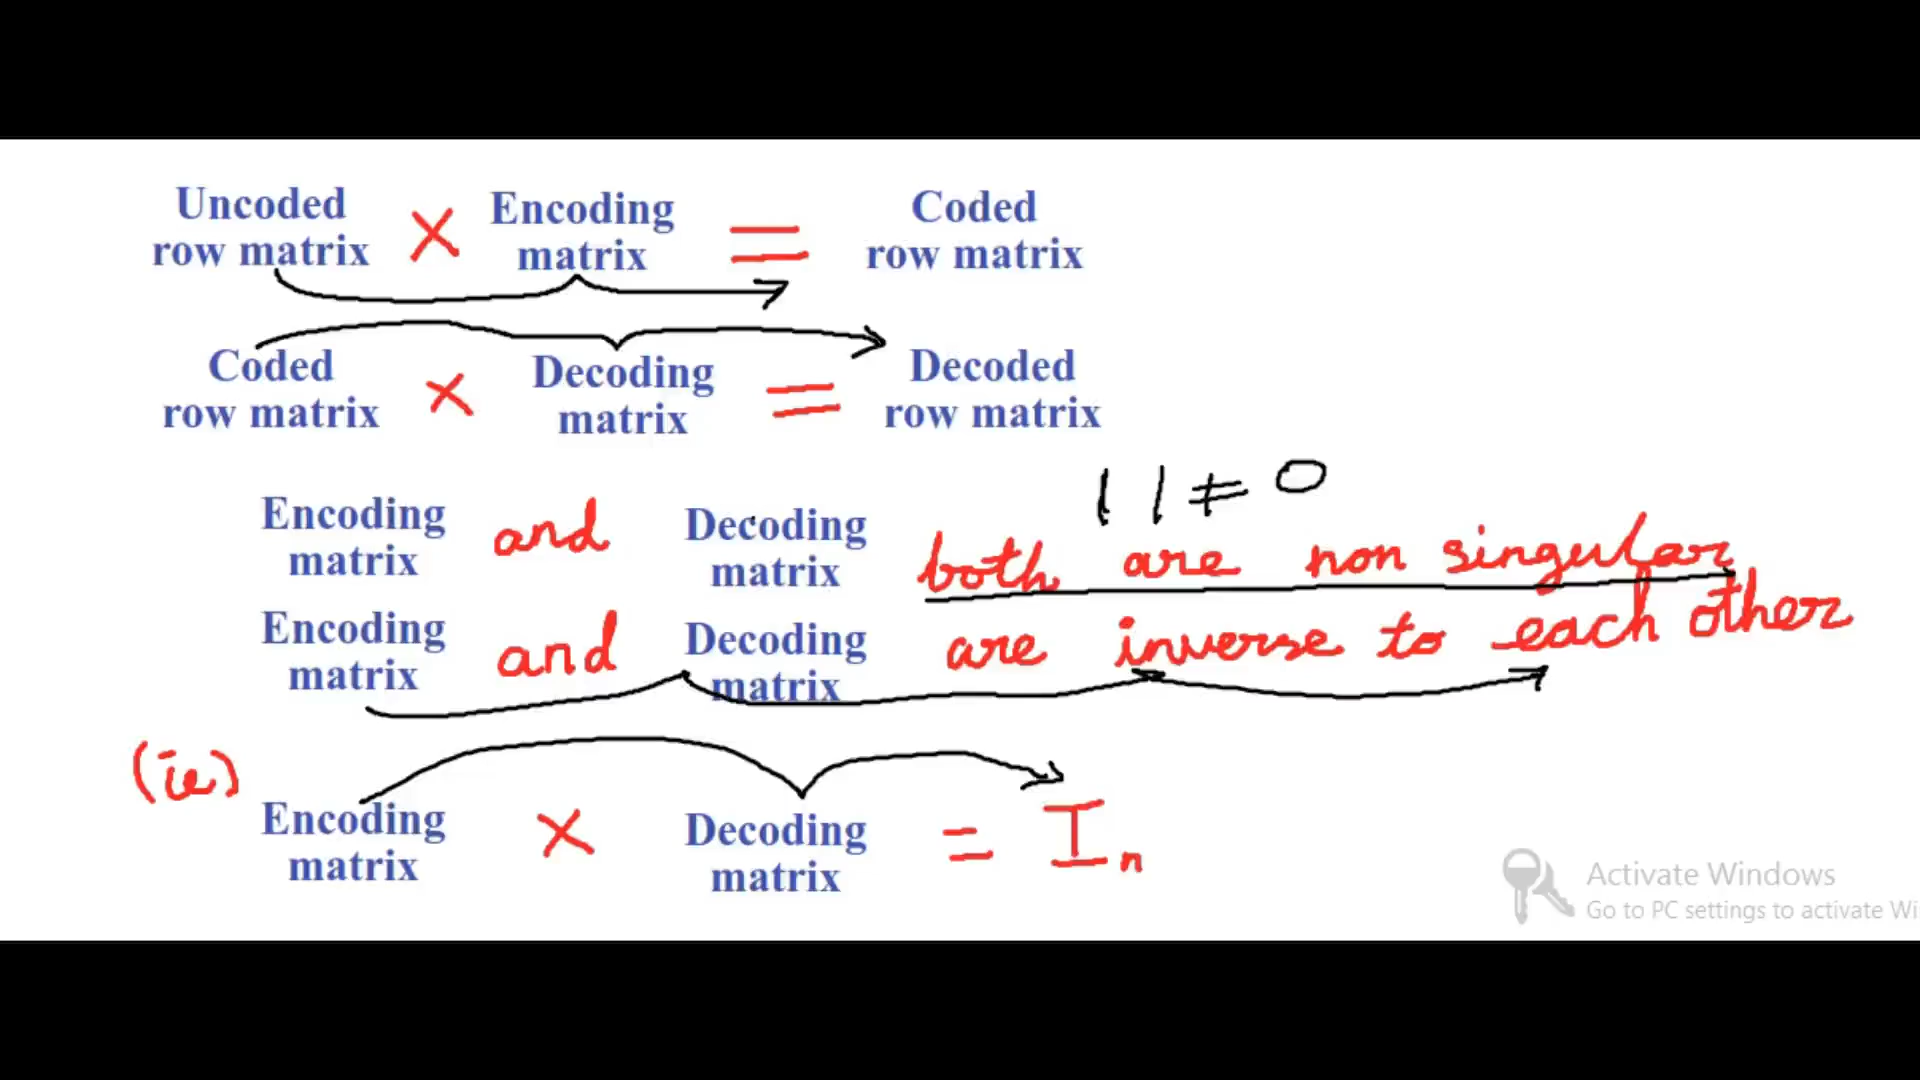 Uncoded row matrix × Encoding matrix = Coded row matrix
Coded row matrix × Decoding matrix = Decoded row matrix
| | ≠ 0
Encoding matrix and Decoding matrix both are non singular
Encoding matrix and Decoding matrix are inverse to each other
(ie)
Encoding matrix × Decoding matrix = Iₙ
Activate Windows
Go to PC settings to activate Wi